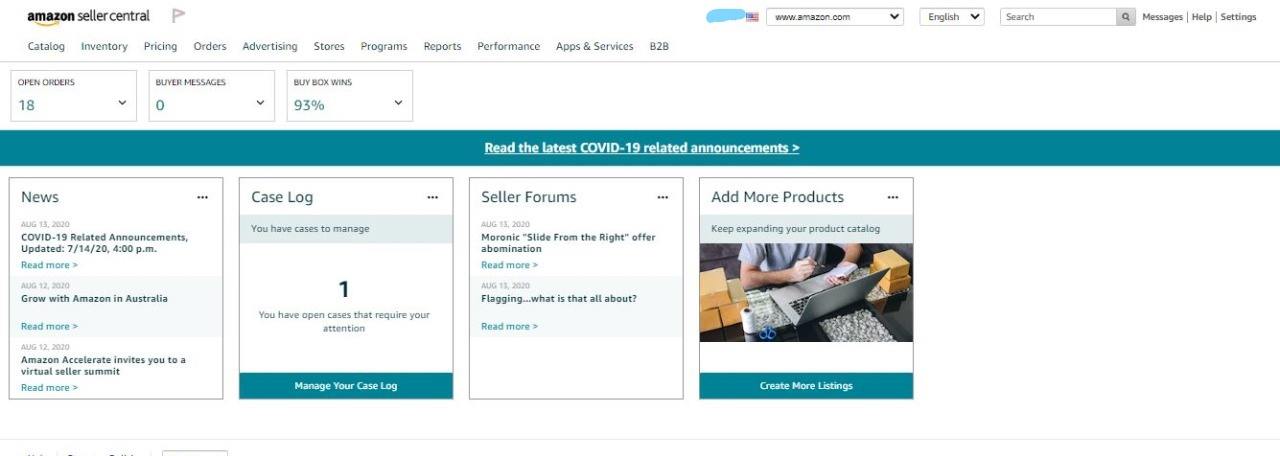 amazon seller central
www.amazon.com
English
Search
Messages | Help | Settings
Catalog Inventory Pricing Orders Advertising Stores Programs Reports Performance Apps & Services B2B
OPEN ORDERS
18
BUYER MESSAGES
0
BUY BOX WINS
93%
Read the latest COVID-19 related announcements >
News
AUG 13, 2020
COVID-19 Related Announcements,
Updated: 7/14/20, 4:00 p.m.
Read more >
AUG 12, 2020
Grow with Amazon in Australia
Read more >
AUG 12, 2020
Amazon Accelerate invites you to a
virtual seller summit
Read more >
Case Log
You have cases to manage
1
You have open cases that require your
attention
Manage Your Case Log
Seller Forums
AUG 13, 2020
Moronic "Slide From the Right" offer
abomination
Read more >
AUG 13, 2020
Flagging...what is that all about?
Read more >
Add More Products
Keep expanding your product catalog
Create More Listings